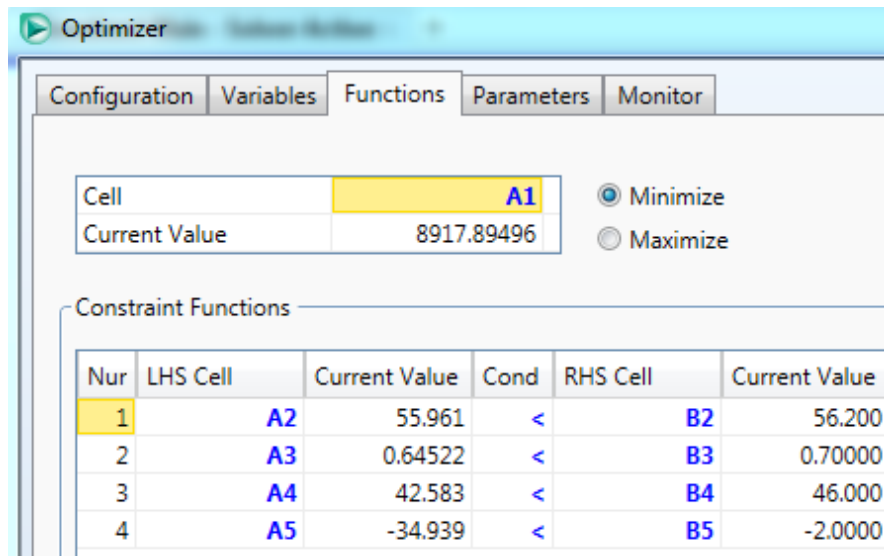 Optimizer
Configuration Variables Functions Parameters Monitor
Cell A1 Minimize
Current Value 8917.89496 Maximize
Constraint Functions
Nur LHS Cell Current Value Cond RHS Cell Current Value
1 A2 55.961 < B2 56.200
2 A3 0.64522 < B3 0.70000
3 A4 42.583 < B4 46.000
4 A5 -34.939 < B5 -2.0000